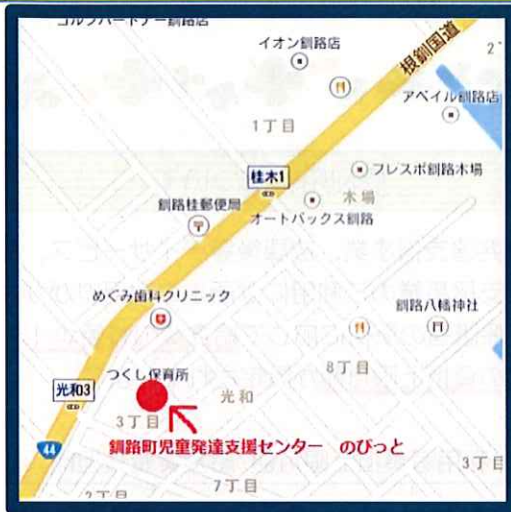 ゴルフパートナー釧路店
イオン釧路店
根釧国道
2
アベイル釧路店
1丁目
桂木1
フレスポ釧路木場
木場
釧路桂郵便局
オートバックス釧路
めぐみ歯科クリニック
釧路八幡神社
8丁目
つくし保育所
光和3
光和
3丁目
釧路町児童発達支援センター のびっと
44
3丁目
7丁目
2丁目